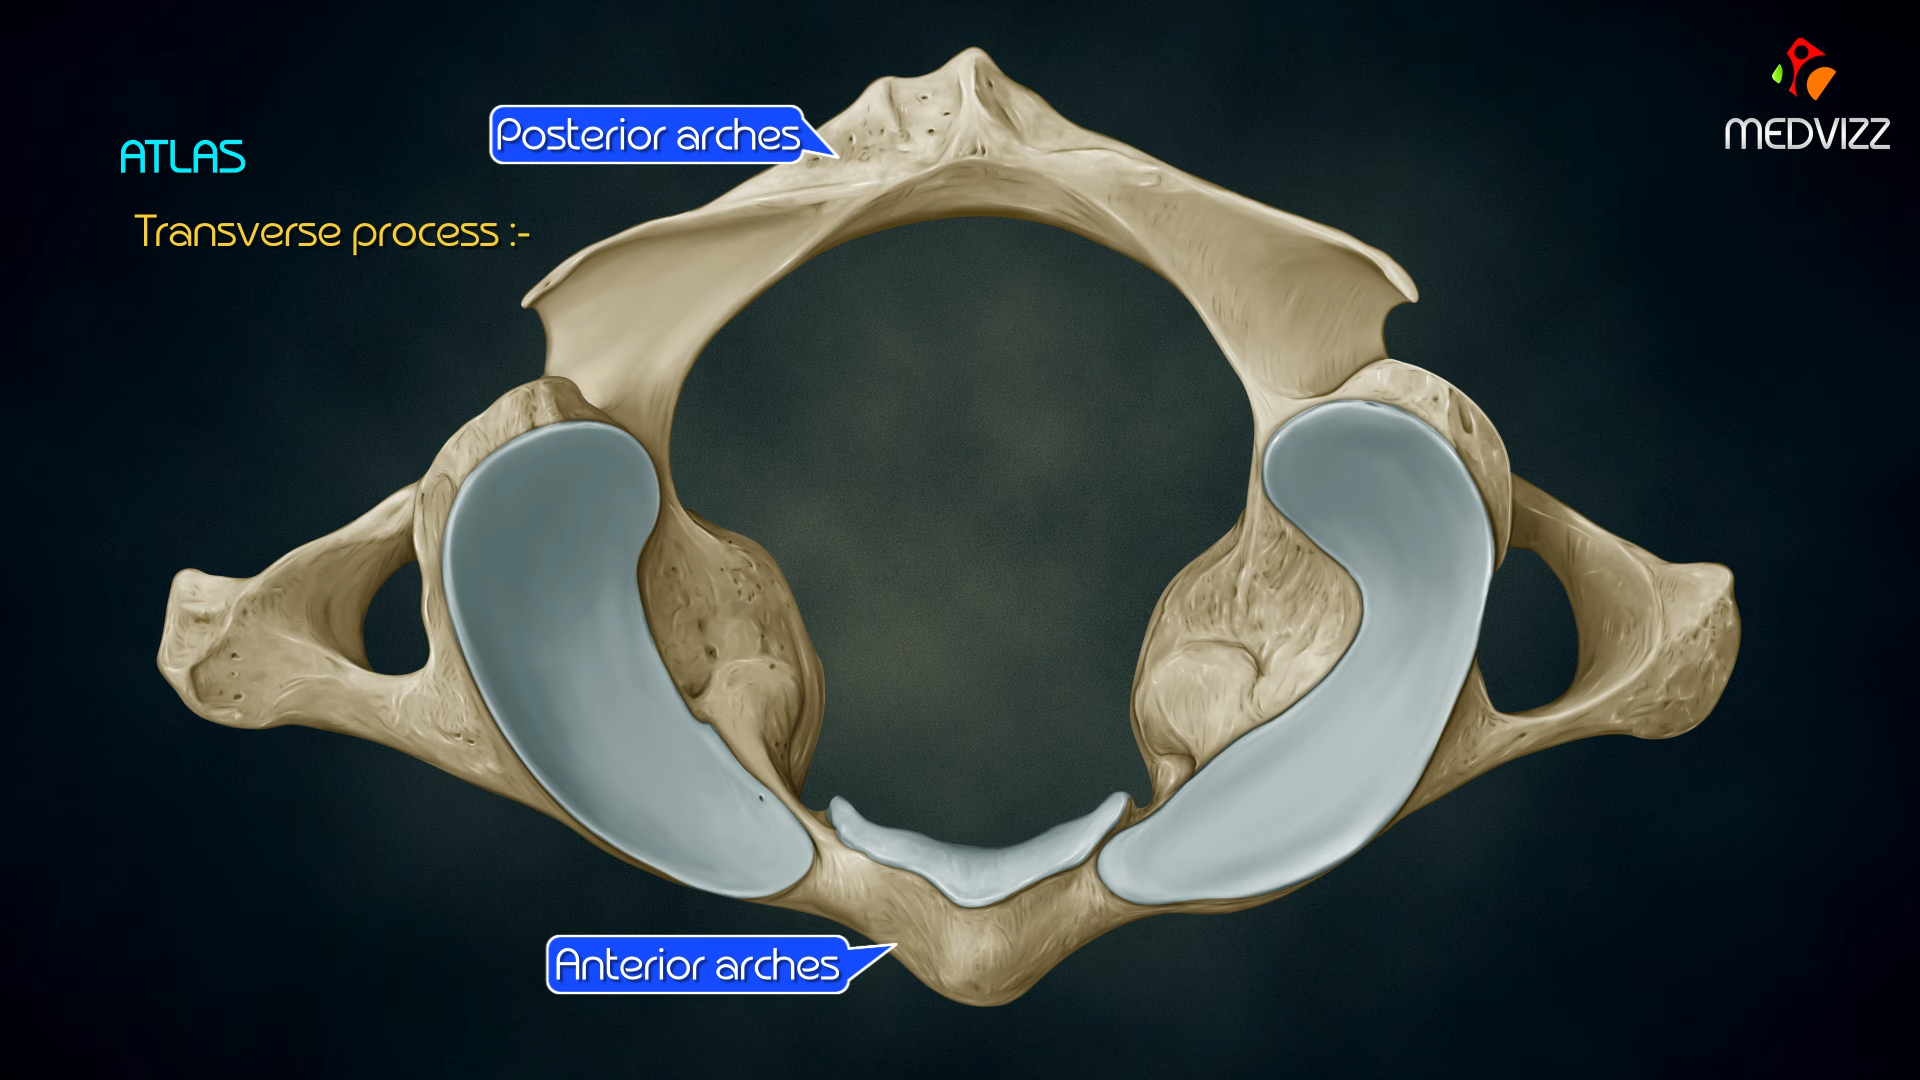 MEDVIZZ
Posterior arches
ATLAS
Transverse process :-
Anterior arches